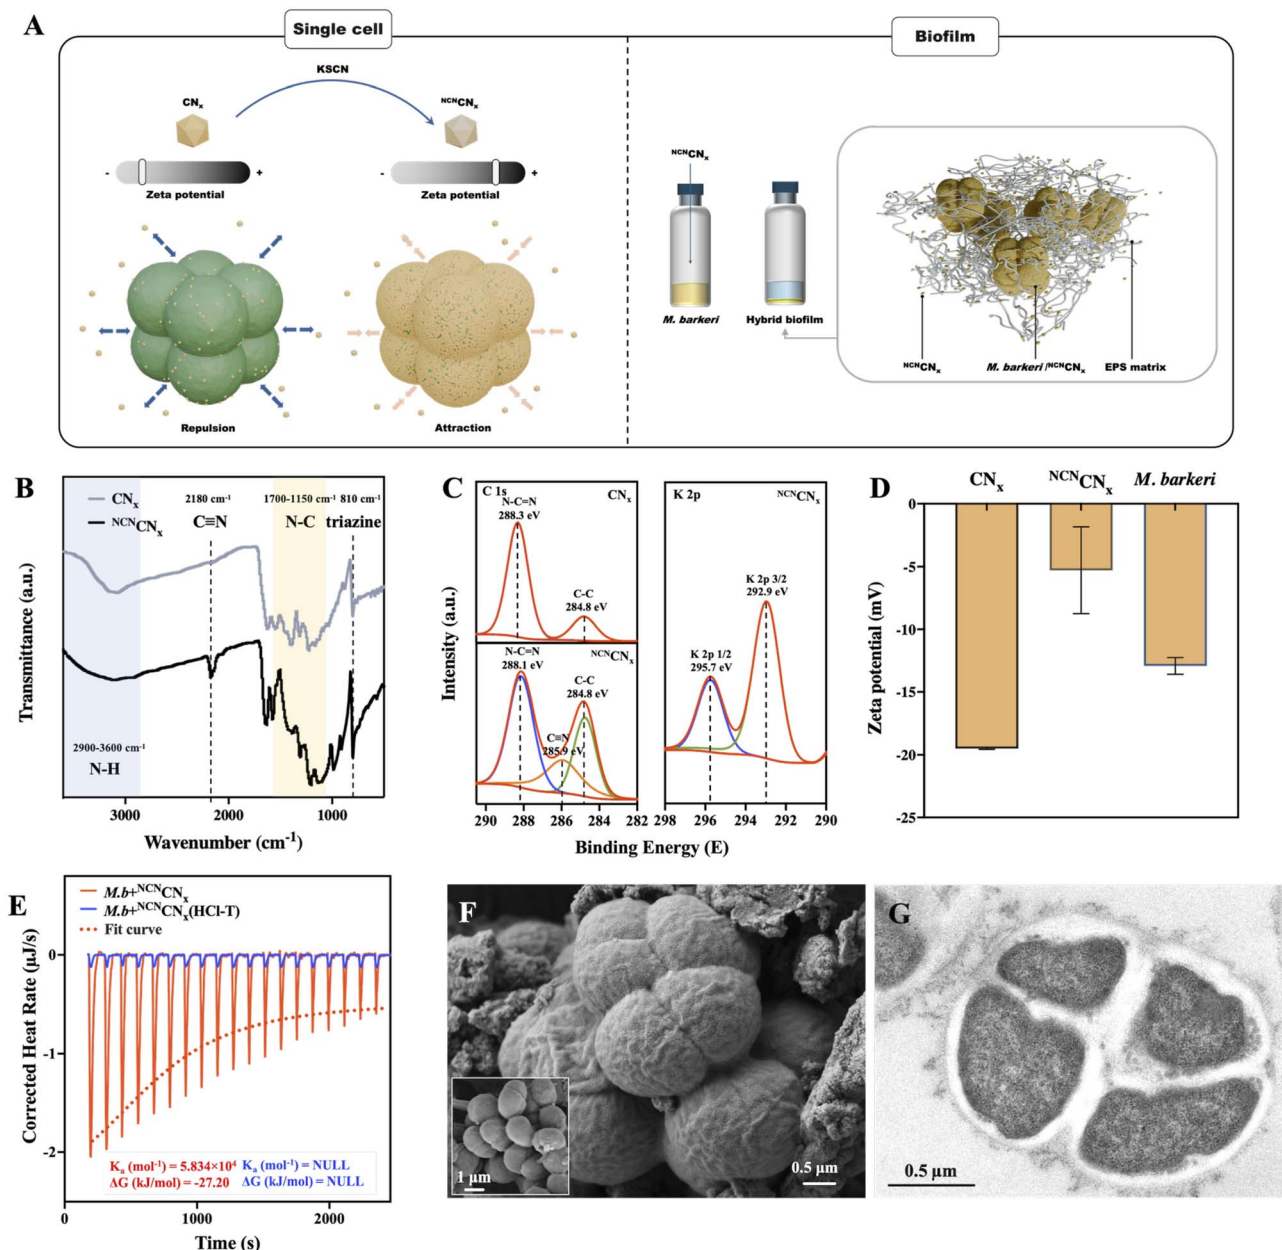 A
Single cell
Biofilm
KSCN
CNₓ
ᴺᶜᴺCNₓ
- +
Zeta potential
- +
Zeta potential
Repulsion
Attraction
ᴺᶜᴺCNₓ
M. barkeri
Hybrid biofilm
ᴺᶜᴺCNₓ
M. barkeri /ᴺᶜᴺCNₓ
EPS matrix
B
CNₓ
ᴺᶜᴺCNₓ
2180 cm⁻¹
C≡N
1700-1150 cm⁻¹
N-C
810 cm⁻¹
triazine
2900-3600 cm⁻¹
N-H
Transmittance (a.u.)
3000 2000 1000
Wavenumber (cm⁻¹)
C
C 1s
CNₓ
N-C=N
288.3 eV
C-C
284.8 eV
ᴺᶜᴺCNₓ
N-C=N
288.1 eV
C≡N
285.9 eV
C-C
284.8 eV
K 2p
ᴺᶜᴺCNₓ
K 2p 3/2
292.9 eV
K 2p 1/2
295.7 eV
Intensity (a.u.)
290 288 286 284 282
298 296 294 292 290
Binding Energy (E)
D
CNₓ
ᴺᶜᴺCNₓ
M. barkeri
0
-5
-10
-15
-20
-25
Zeta potential (mV)
E
M.b+ᴺᶜᴺCNₓ
M.b+ᴺᶜᴺCNₓ(HCl-T)
Fit curve
0
-1
-2
Corrected Heat Rate (μJ/s)
Kₐ (mol⁻¹) = 5.834×10⁴
ΔG (kJ/mol) = -27.20
Kₐ (mol⁻¹) = NULL
ΔG (kJ/mol) = NULL
0 1000 2000
Time (s)
F
1 μm
0.5 μm
G
0.5 μm